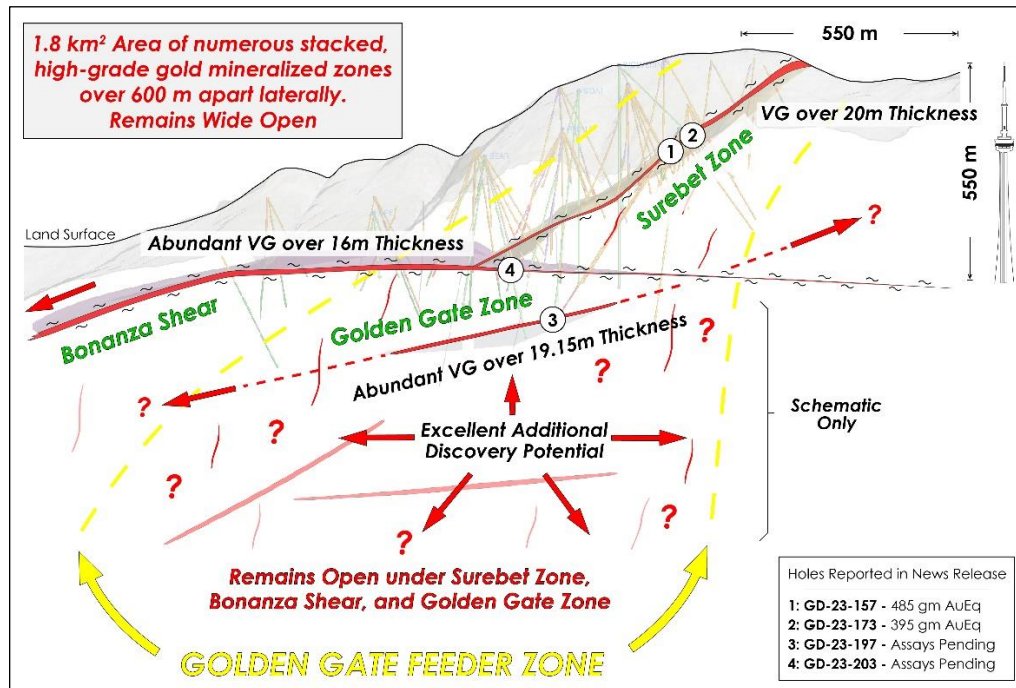 1.8 km² Area of numerous stacked,
high-grade gold mineralized zones
over 600 m apart laterally.
Remains Wide Open
550 m
VG over 20m Thickness
550 m
1
2
Surebet Zone
?
Land Surface
Abundant VG over 16m Thickness
4
Bonanza Shear
Golden Gate Zone
3
Abundant VG over 19.15m Thickness
?
?
?
?
Schematic
Only
Excellent Additional
Discovery Potential
?
?
?
?
Remains Open under Surebet Zone,
Bonanza Shear, and Golden Gate Zone
GOLDEN GATE FEEDER ZONE
Holes Reported in News Release
1: GD-23-157 - 485 gm AuEq
2: GD-23-173 - 395 gm AuEq
3: GD-23-197 - Assays Pending
4: GD-23-203 - Assays Pending